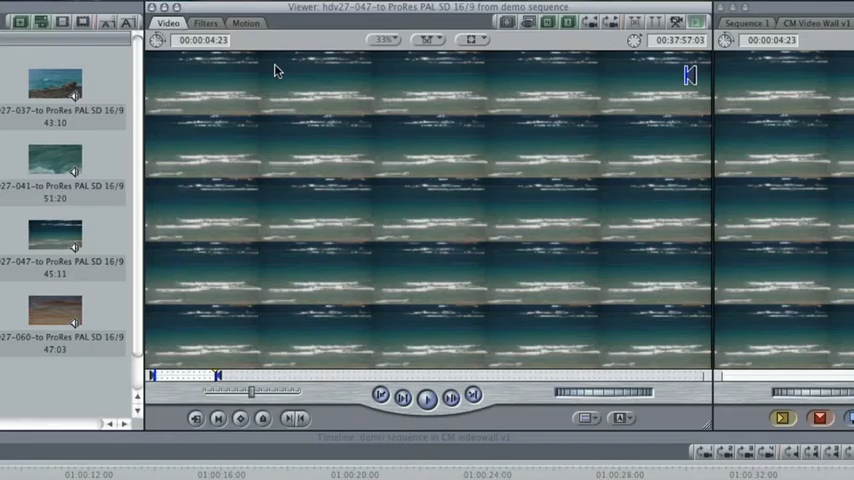 Viewer: hdv27-047-to ProRes PAL SD 16/9 from demo sequence
Video Filters Motion
Sequence 1 CM Video Wall v1
00:00:04:23
33%
00:37:57:03
00:00:04:23
27-037-to ProRes PAL SD 16/9
43:10
27-041-to ProRes PAL SD 16/9
51:20
27-047-to ProRes PAL SD 16/9
45:11
27-060-to ProRes PAL SD 16/9
47:03
Timeline: demo sequence in CM videowall v1
01:00:12:00 01:00:16:00 01:00:20:00 01:00:24:00 01:00:28:00 01:00:32:00